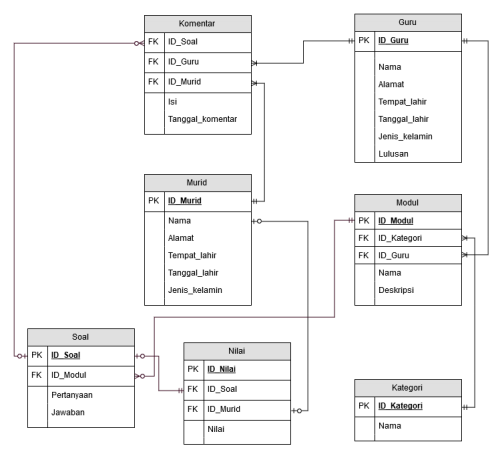 Komentar
FK ID_Soal
FK ID_Guru
FK ID_Murid
Isi
Tanggal_komentar
Guru
PK ID_Guru
Nama
Alamat
Tempat_lahir
Tanggal_lahir
Jenis_kelamin
Lulusan
Murid
PK ID_Murid
Nama
Alamat
Tempat_lahir
Tanggal_lahir
Jenis_kelamin
Modul
PK ID_Modul
FK ID_Kategori
FK ID_Guru
Nama
Deskripsi
Soal
PK ID_Soal
FK ID_Modul
Pertanyaan
Jawaban
Nilai
PK ID_Nilai
FK ID_Soal
FK ID_Murid
Nilai
Kategori
PK ID_Kategori
Nama